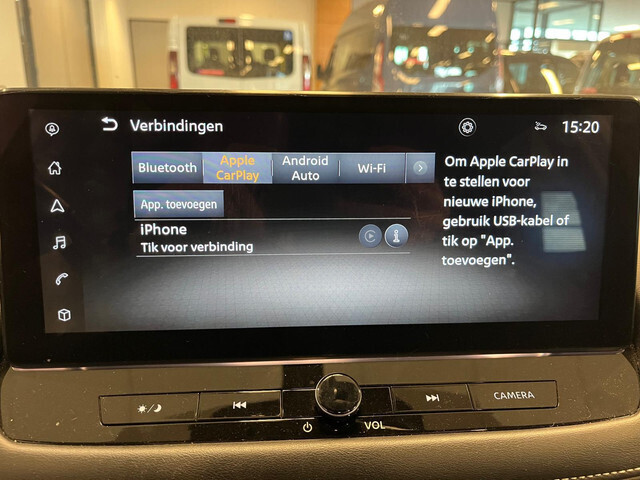 Verbindingen
15:20
Bluetooth
Apple
CarPlay
Android
Auto
Wi-Fi
App. toevoegen
iPhone
Tik voor verbinding
Om Apple CarPlay in
te stellen voor
nieuwe iPhone,
gebruik USB-kabel of
tik op "App.
toevoegen".
CAMERA
VOL